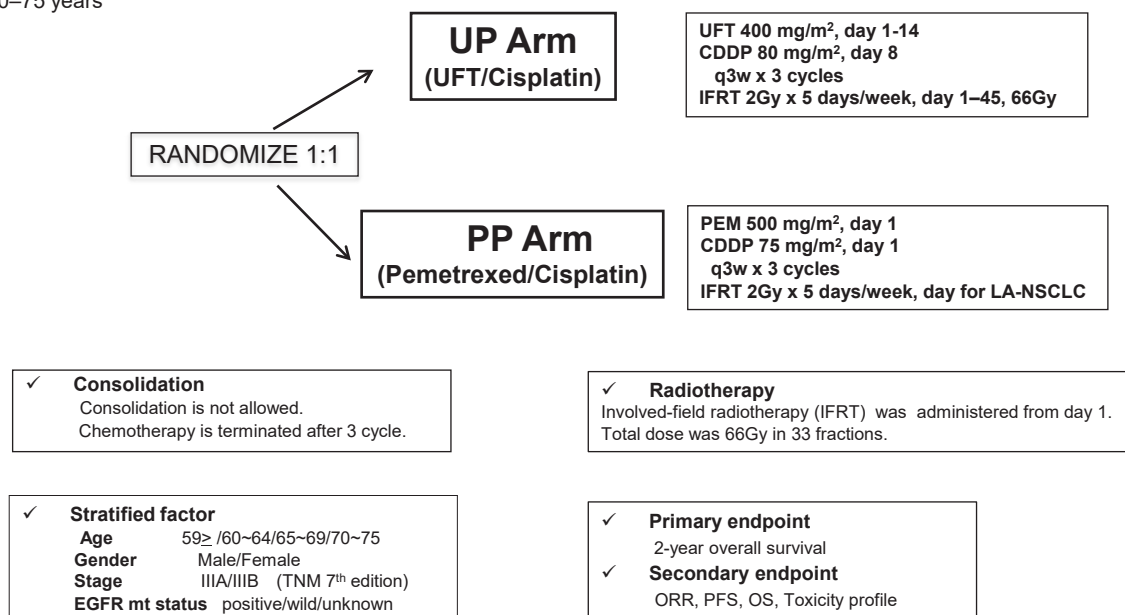 0–75 years
UP Arm
(UFT/Cisplatin)
UFT 400 mg/m², day 1-14
CDDP 80 mg/m², day 8
q3w x 3 cycles
IFRT 2Gy x 5 days/week, day 1–45, 66Gy
RANDOMIZE 1:1
PP Arm
(Pemetrexed/Cisplatin)
PEM 500 mg/m², day 1
CDDP 75 mg/m², day 1
q3w x 3 cycles
IFRT 2Gy x 5 days/week, day for LA-NSCLC
✓ Consolidation
Consolidation is not allowed.
Chemotherapy is terminated after 3 cycle.
✓ Radiotherapy
Involved-field radiotherapy (IFRT) was administered from day 1.
Total dose was 66Gy in 33 fractions.
✓ Stratified factor
Age 59≥ /60~64/65~69/70~75
Gender Male/Female
Stage IIIA/IIIB (TNM 7th edition)
EGFR mt status positive/wild/unknown
✓ Primary endpoint
2-year overall survival
✓ Secondary endpoint
ORR, PFS, OS, Toxicity profile